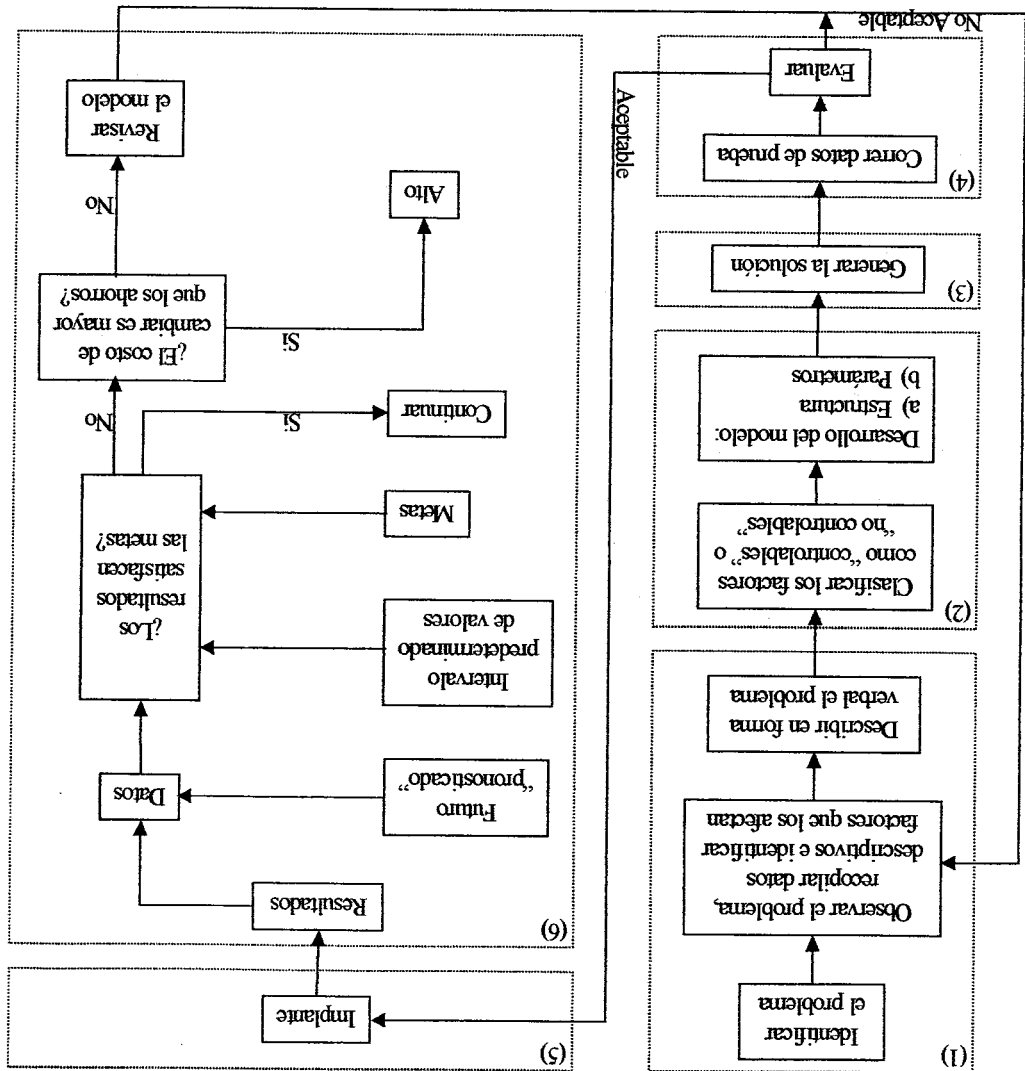 (1)
Identificar
el problema
Observar el problema,
recopilar datos
descriptivos e identificar
factores que los afectan
Describir en forma
verbal el problema
(2)
Clasificar los factores
como “controlables” o
“no controlables”
Desarrollo del modelo:
a) Estructura
b) Parámetros
(3)
Generar la solución
(4)
Correr datos de prueba
Evaluar
No Aceptable
Aceptable
(5)
Implante
(6)
Resultados
Futuro
“pronosticado”
Datos
Intervalo
predeterminado
de valores
Metas
¿Los
resultados
satisfacen
las metas?
Si
Continuar
No
¿El costo de
cambiar es mayor
que los ahorros?
Si
Alto
No
Revisar
el modelo